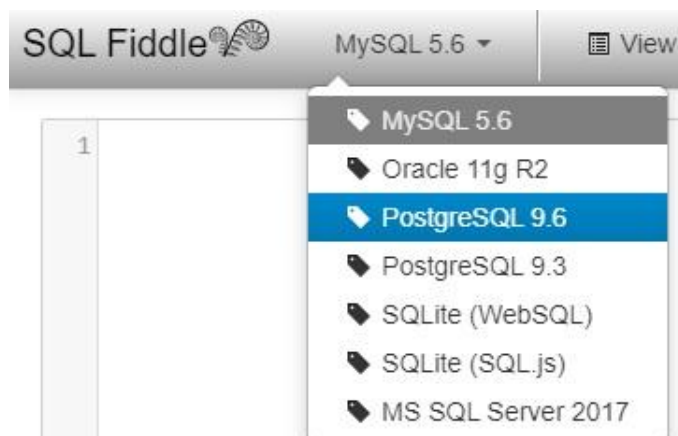 SQL Fiddle MySQL 5.6 View
1
MySQL 5.6
Oracle 11g R2
PostgreSQL 9.6
PostgreSQL 9.3
SQLite (WebSQL)
SQLite (SQL.js)
MS SQL Server 2017